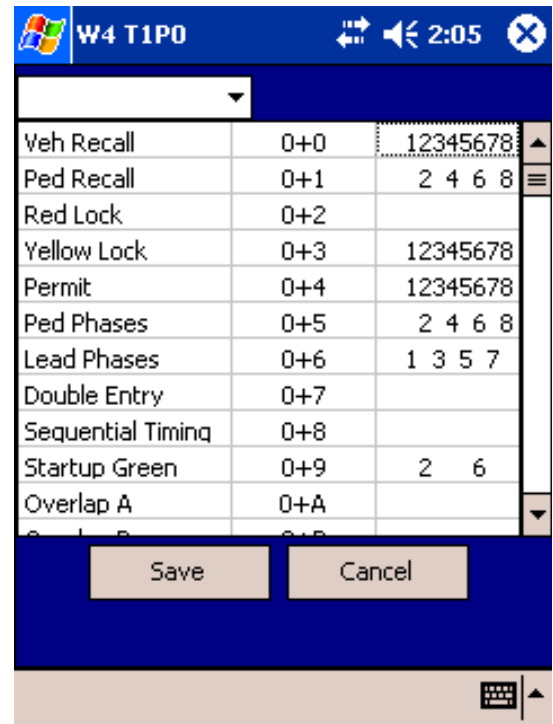 W4 T1P0 2:05
Veh Recall 0+0 12345678
Ped Recall 0+1 2 4 6 8
Red Lock 0+2
Yellow Lock 0+3 12345678
Permit 0+4 12345678
Ped Phases 0+5 2 4 6 8
Lead Phases 0+6 1 3 5 7
Double Entry 0+7
Sequential Timing 0+8
Startup Green 0+9 2 6
Overlap A 0+A
Save Cancel